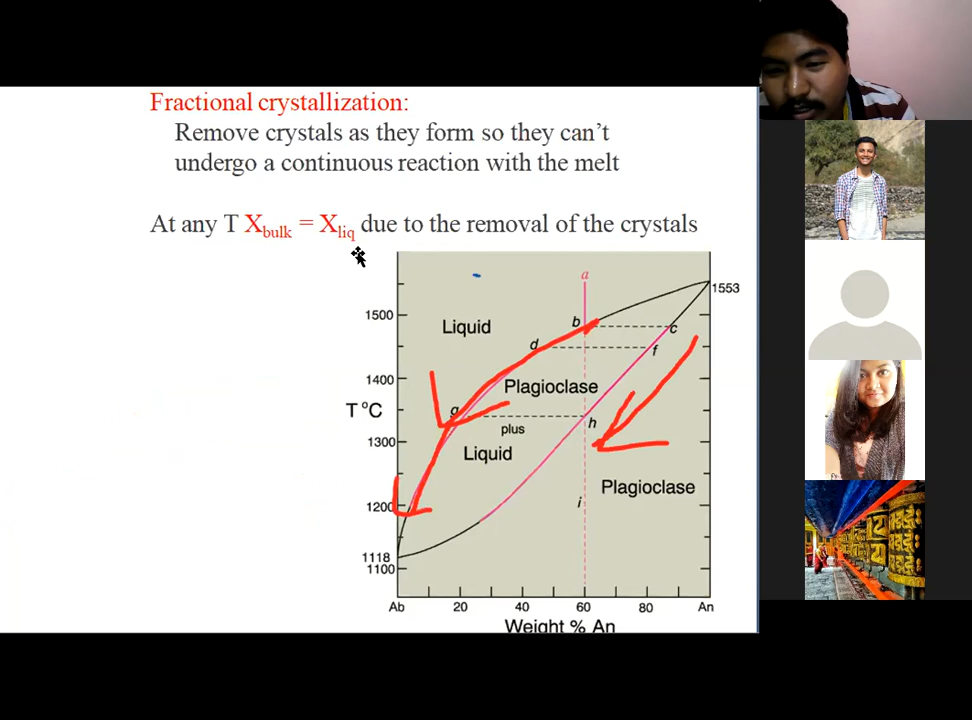 Fractional crystallization:
Remove crystals as they form so they can't
undergo a continuous reaction with the melt
At any T Xbulk = Xliq due to the removal of the crystals
a
1553
1500
Liquid
b
c
d
f
1400
Plagioclase
T °C
g
plus
h
1300
Liquid
Plagioclase
1200
i
1118
1100
Ab 20 40 60 80 An
Weight % An